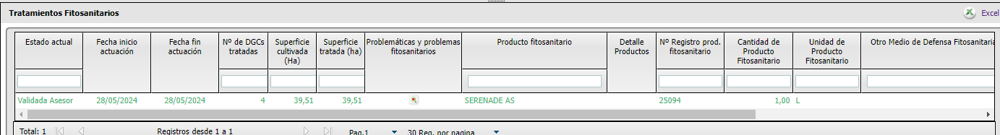 Tratamientos Fitosanitarios
Excel
Estado actual
Fecha inicio
actuación
Fecha fin
actuación
Nº de DGCs
tratadas
Superficie
cultivada
(Ha)
Superficie
tratada (ha)
Problemáticas y problemas
fitosanitarios
Producto fitosanitario
Detalle
Productos
Nº Registro prod.
fitosanitario
Cantidad de
Producto
Fitosanitario
Unidad de
Producto
Fitosanitario
Otro Medio de Defensa Fitosanitaria
Validada Asesor 28/05/2024 28/05/2024 4 39,51 39,51 SERENADE AS 25094 1,00 L
Total: 1 Registros desde 1 a 1 Pag.1 30 Reg. por pagina